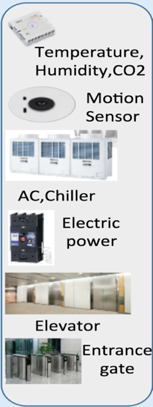 Temperature,
Humidity,CO2
Motion
Sensor
AC,Chiller
Electric
power
Elevator
Entrance
gate